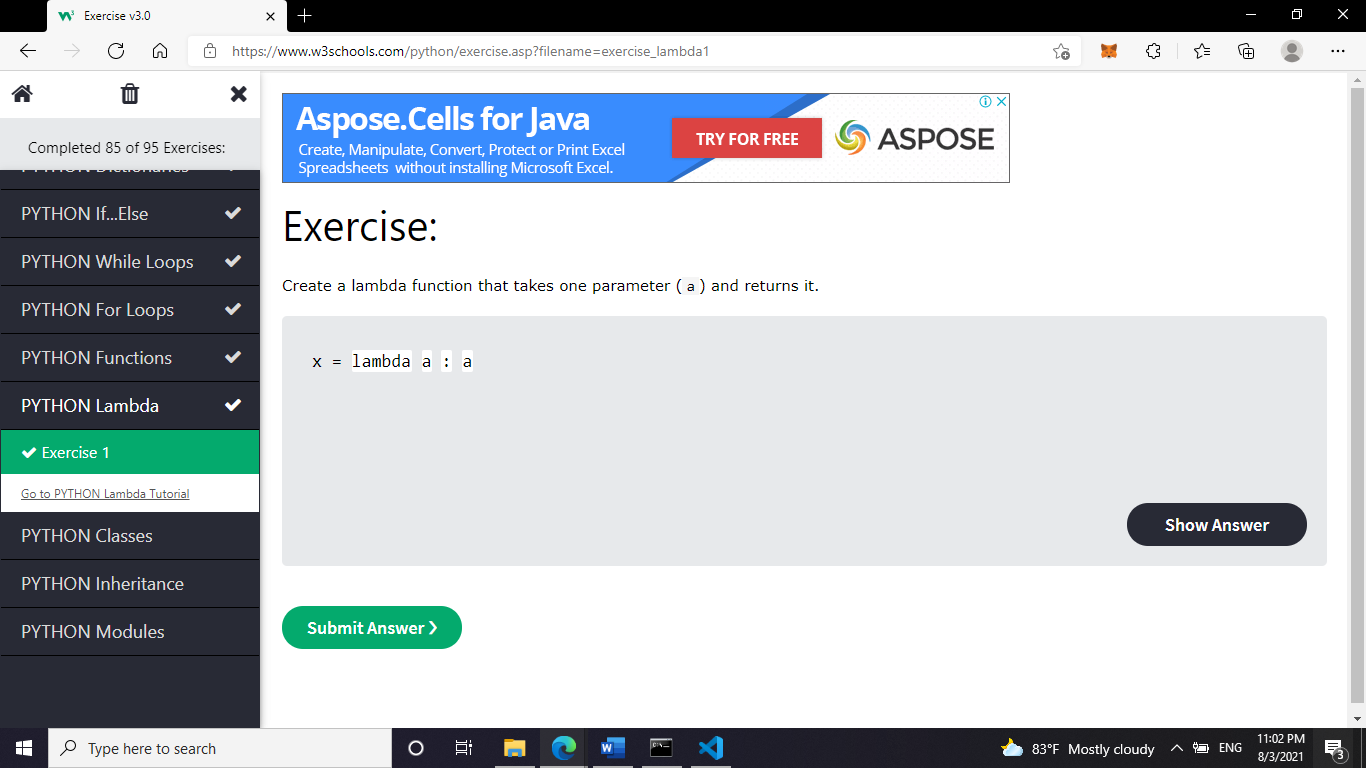 Exercise v3.0
https://www.w3schools.com/python/exercise.asp?filename=exercise_lambda1
Completed 85 of 95 Exercises:
PYTHON Dictionaries
PYTHON If...Else
PYTHON While Loops
PYTHON For Loops
PYTHON Functions
PYTHON Lambda
Exercise 1
Go to PYTHON Lambda Tutorial
PYTHON Classes
PYTHON Inheritance
PYTHON Modules
Aspose.Cells for Java
Create, Manipulate, Convert, Protect or Print Excel
Spreadsheets without installing Microsoft Excel.
TRY FOR FREE
ASPOSE
Exercise:
Create a lambda function that takes one parameter (a) and returns it.
x = lambda a : a
Show Answer
Submit Answer ❯
Type here to search
83°F Mostly cloudy
ENG
11:02 PM
8/3/2021
3